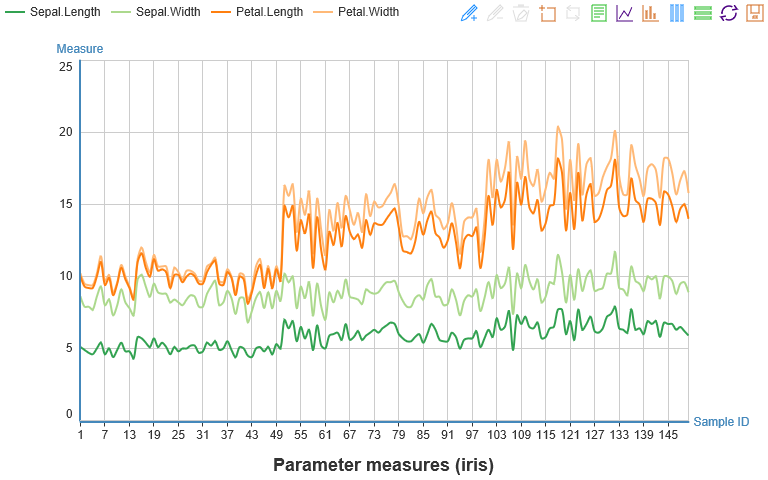 Sepal.Length Sepal.Width Petal.Length Petal.Width
Measure
25
20
15
10
5
0
Sample ID
1 7 13 19 25 31 37 43 49 55 61 67 73 79 85 91 97 103 109 115 121 127 133 139 145
Parameter measures (iris)